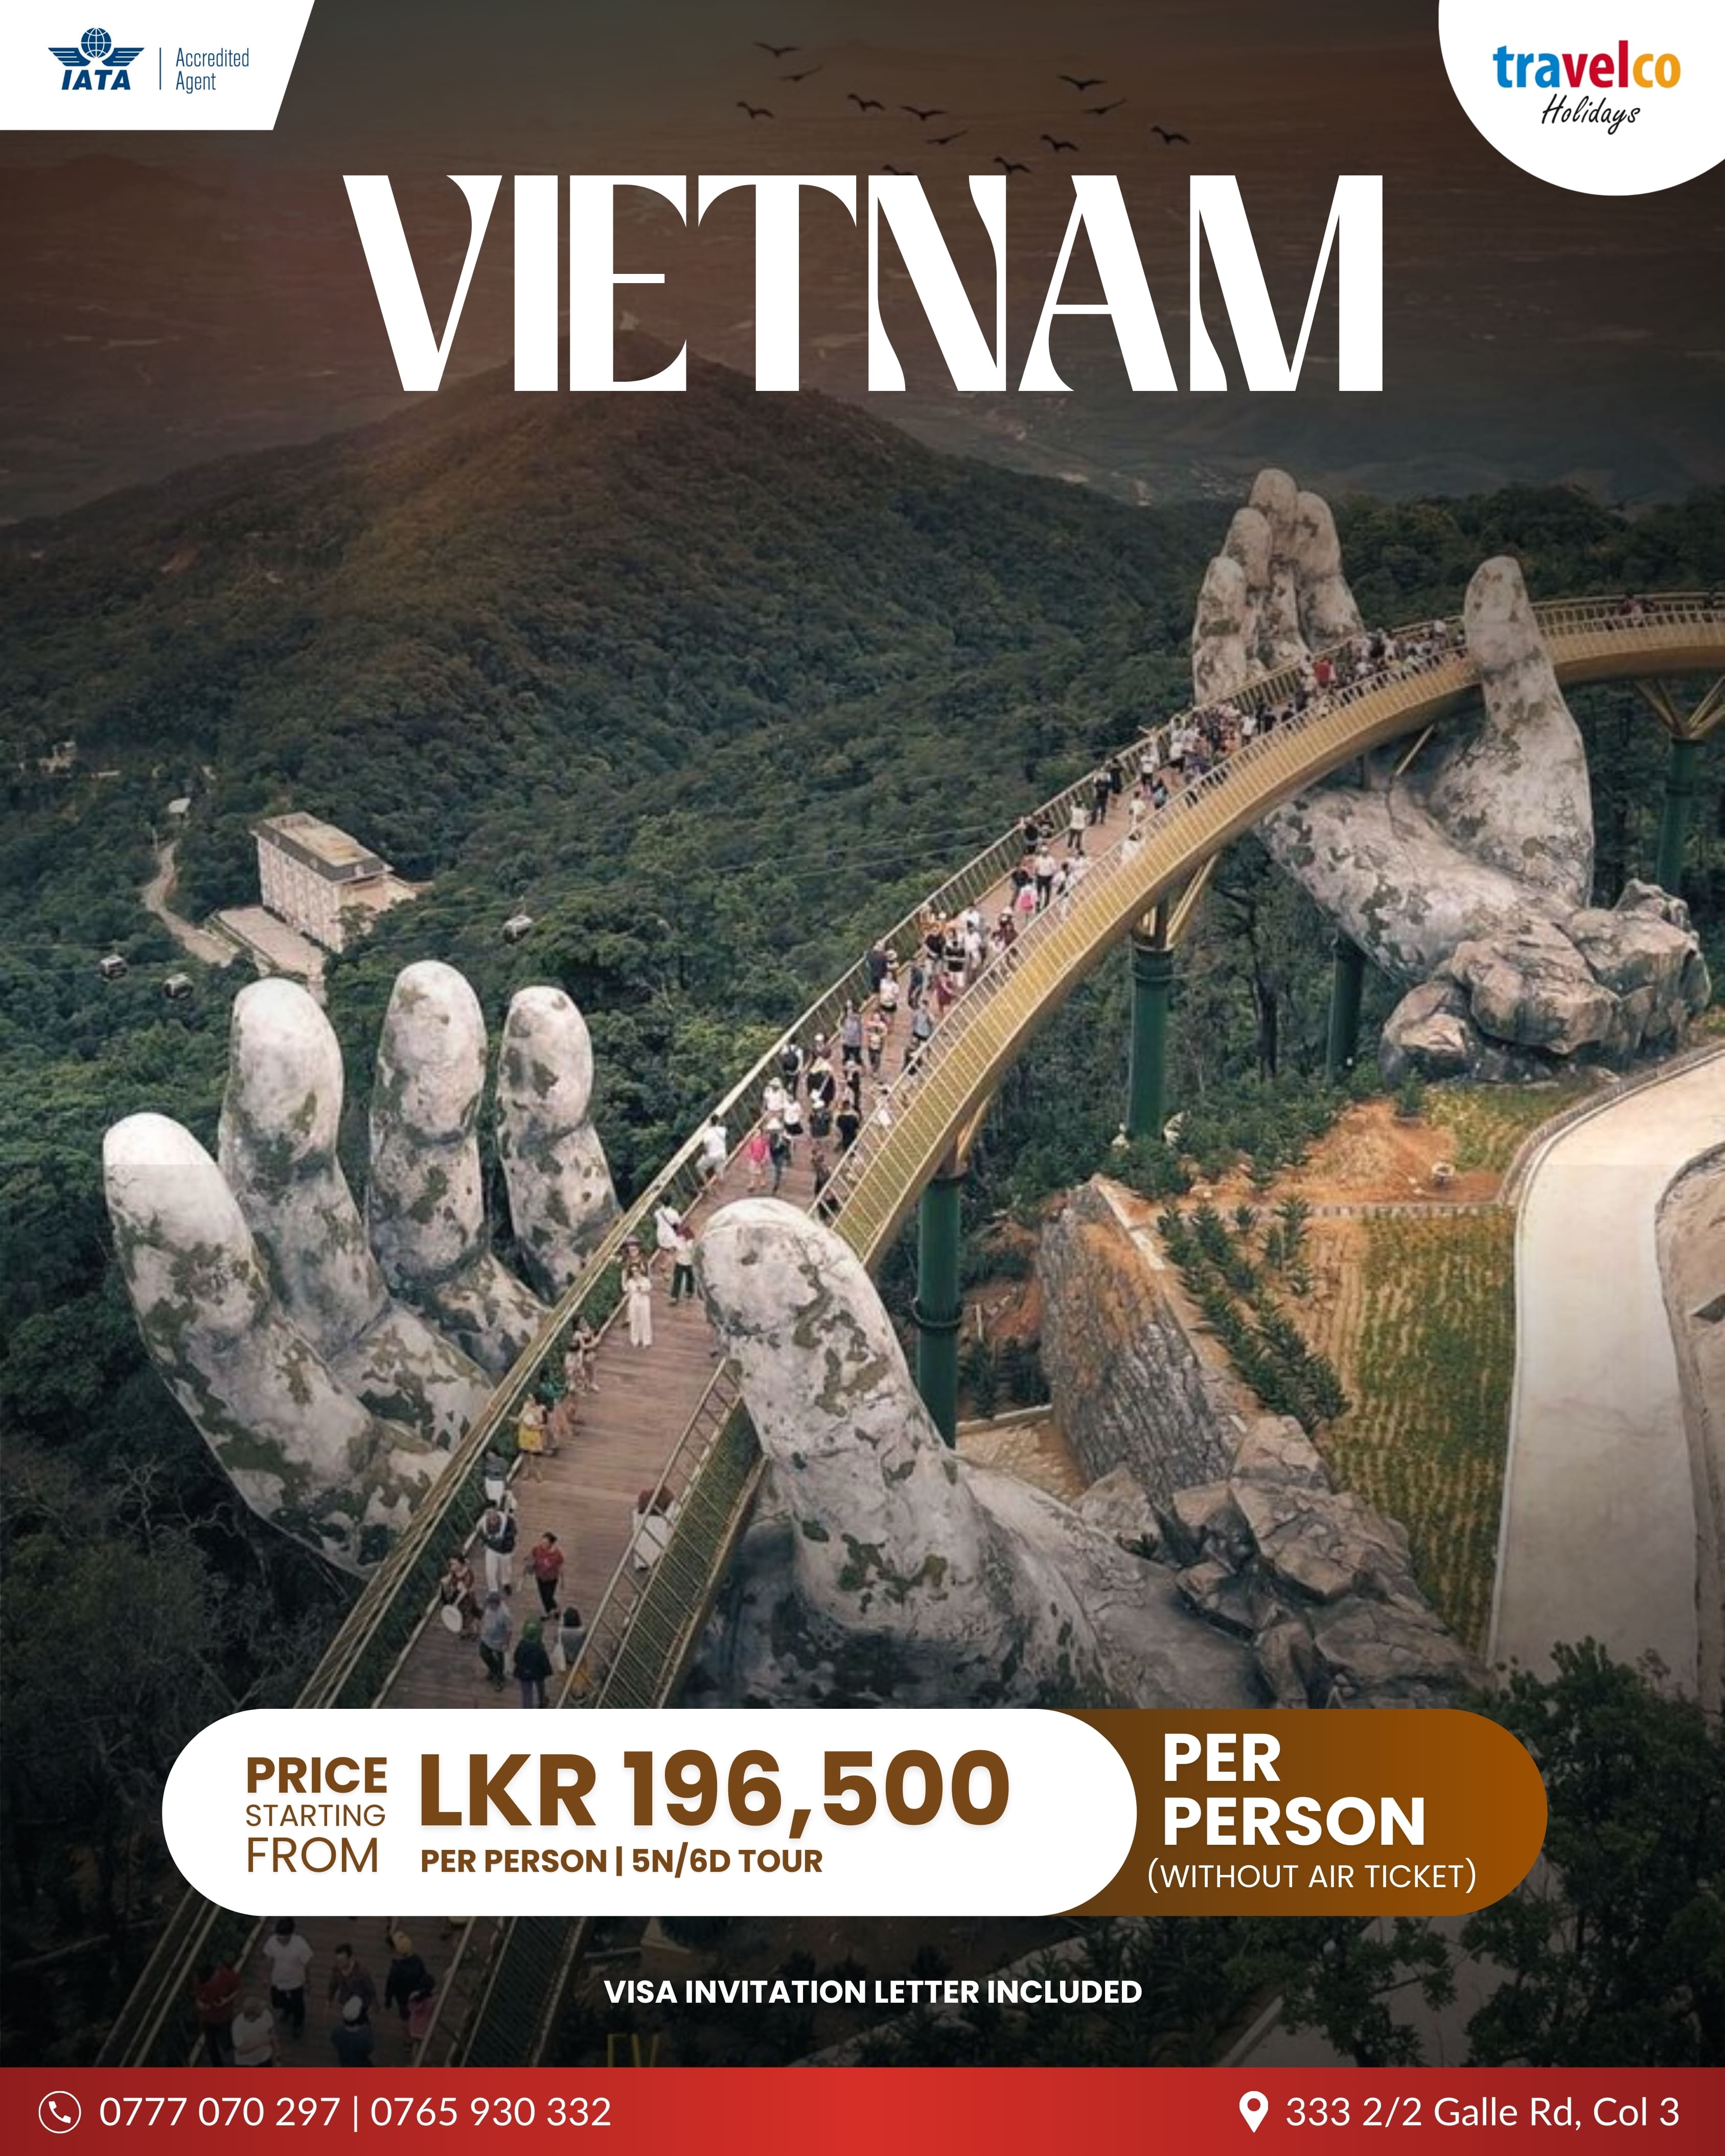 IATA
Accredited
Agent
travelco
Holidays
VIETNAM
PRICE
STARTING
FROM
LKR 196,500
PER PERSON | 5N/6D TOUR
PER
PERSON
(WITHOUT AIR TICKET)
VISA INVITATION LETTER INCLUDED
0777 070 297 | 0765 930 332
333 2/2 Galle Rd, Col 3